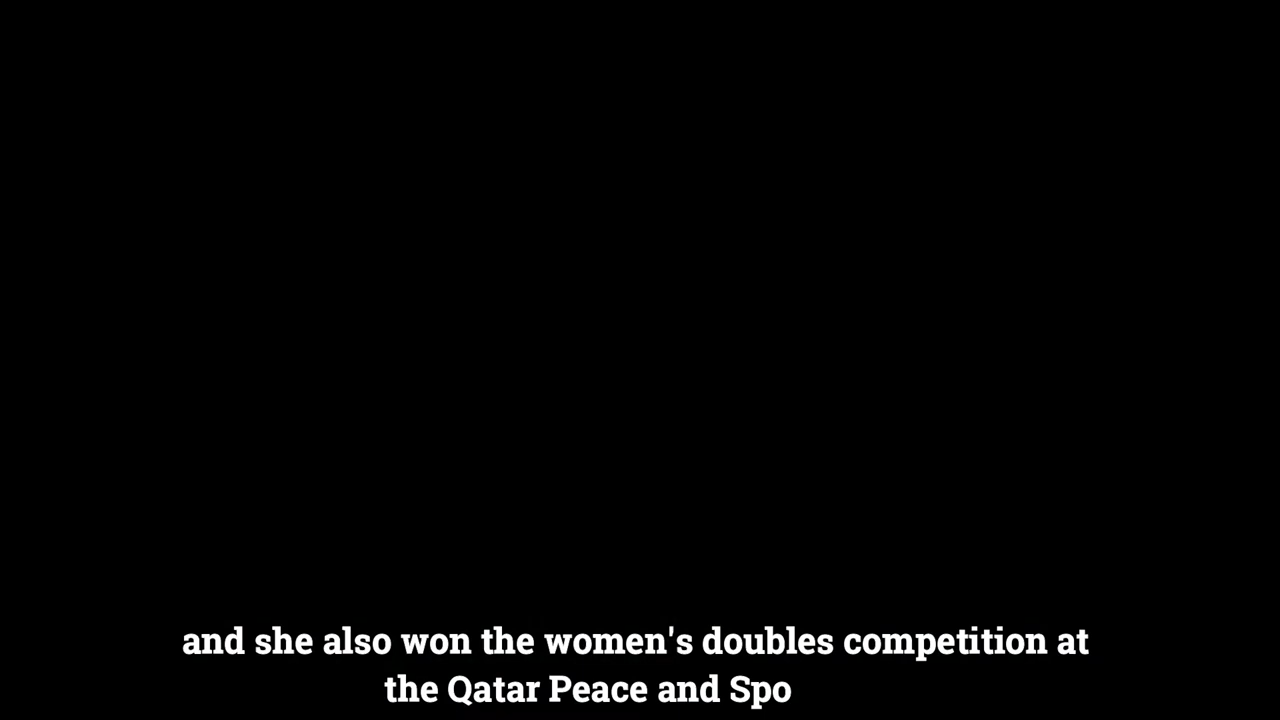 and she also won the women's doubles competition at
the Qatar Peace and Spo